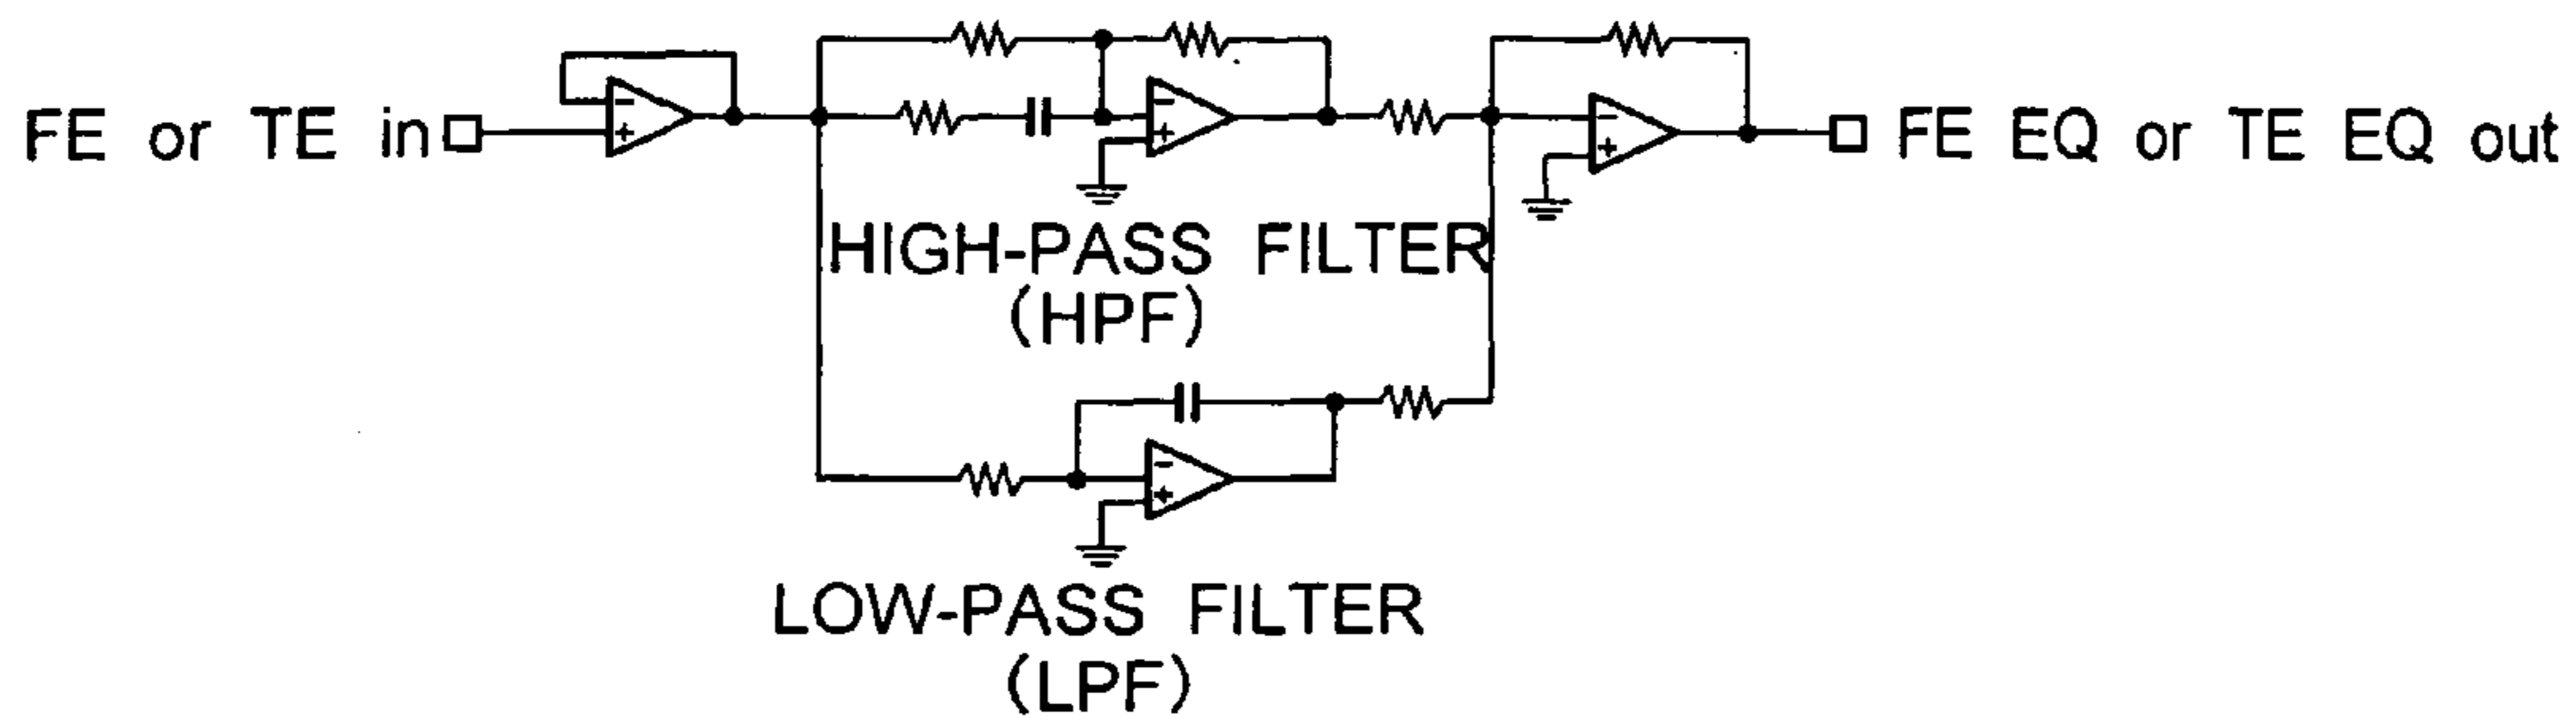 FE or TE in
FE EQ or TE EQ out
HIGH-PASS FILTER
(HPF)
LOW-PASS FILTER
(LPF)